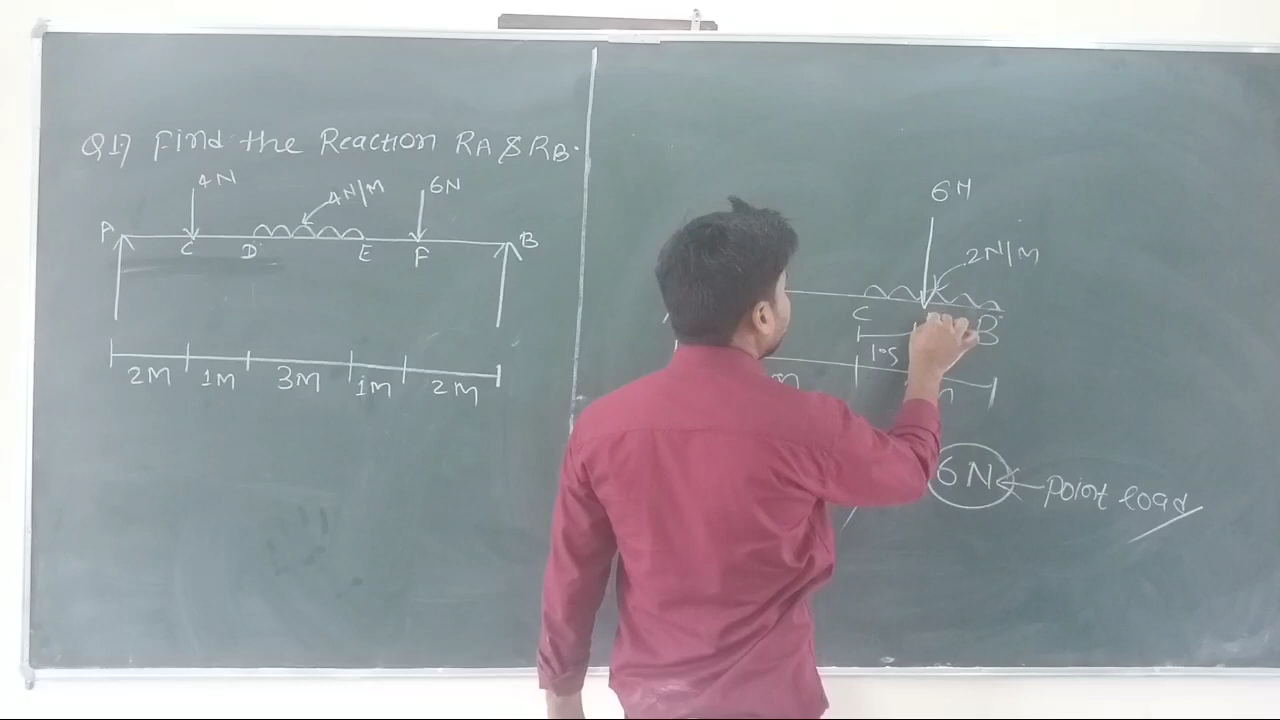 Q1) Find the Reaction RA & RB.
4N 4N/M 6N
A B
C D E F
2M 1M 3M 1M 2M
6N
2N/M
C B
1.5
m
6N Point load